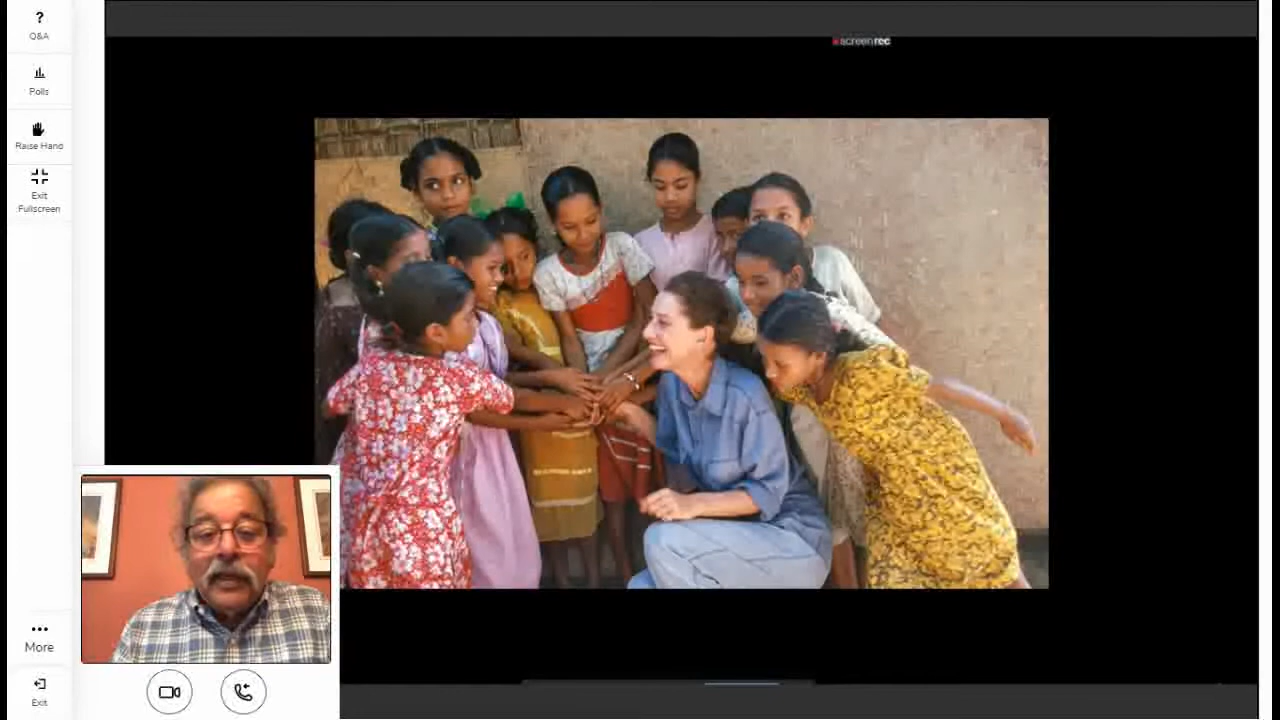 ?
Q&A
Polls
Raise Hand
Exit
Fullscreen
More
Exit
screenrec